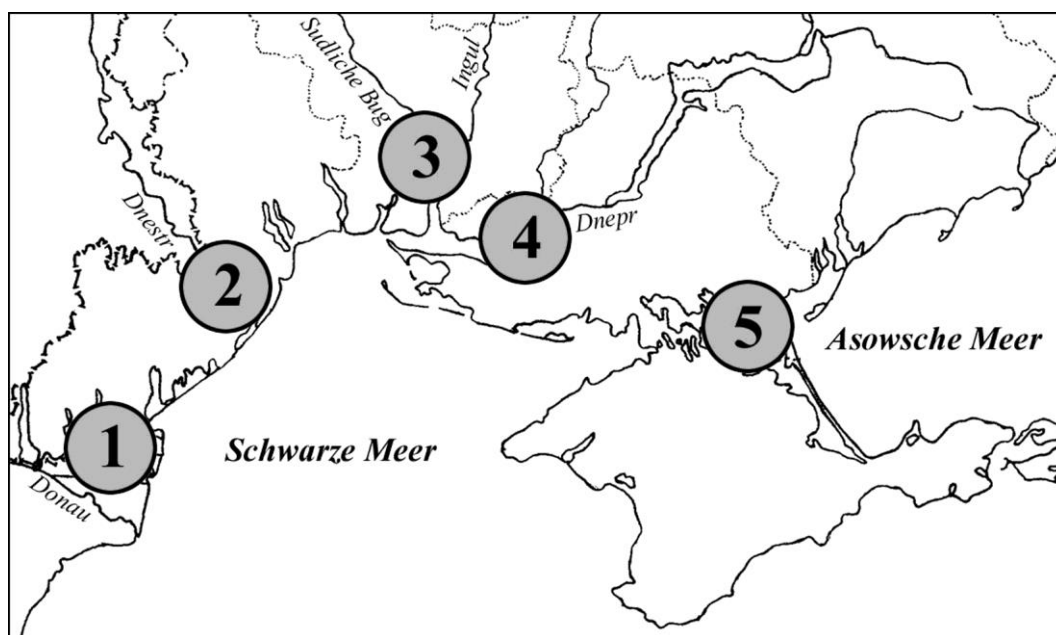 Sudliche Bug
Ingul
3
4
Dnepr
Dnestr
2
5
Asowsche Meer
1
Schwarze Meer
Donau